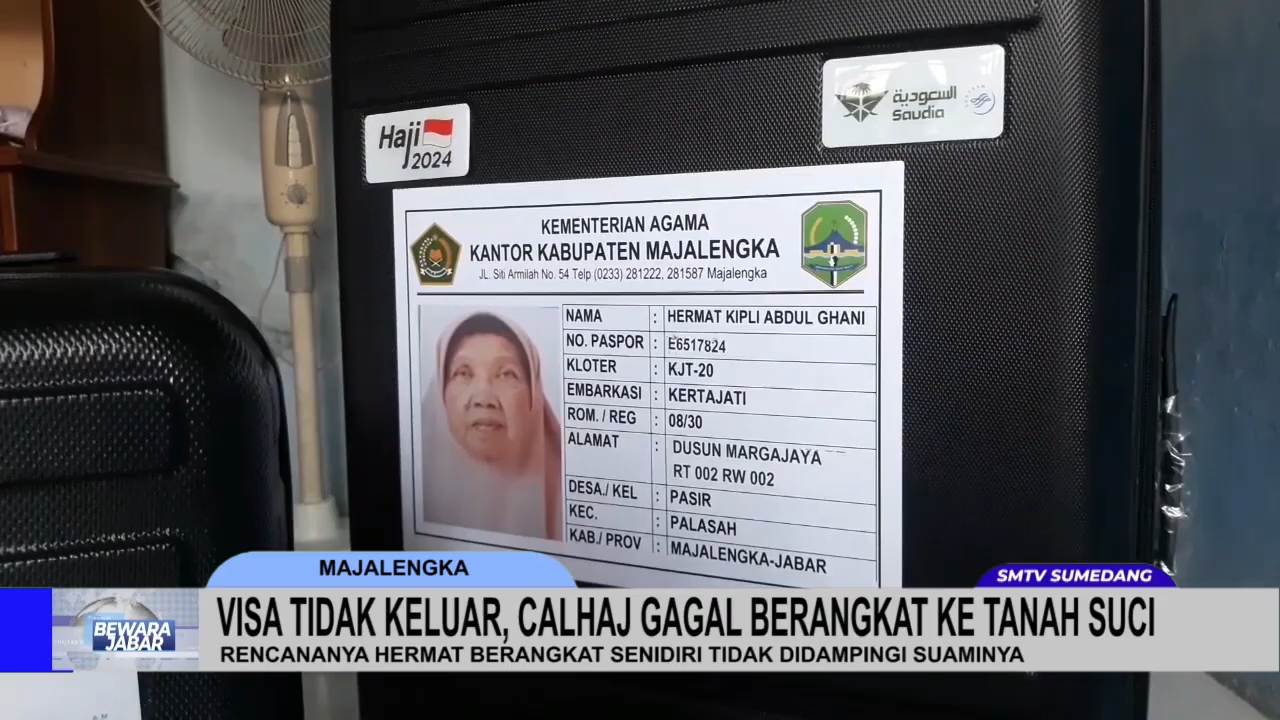 Haji
2024
السعودية
Saudia
KEMENTERIAN AGAMA
KANTOR KABUPATEN MAJALENGKA
JL. Siti Armilah No. 54 Telp (0233) 281222, 281587 Majalengka
NAMA : HERMAT KIPLI ABDUL GHANI
NO. PASPOR : E6517824
KLOTER : KJT-20
EMBARKASI : KERTAJATI
ROM. / REG : 08/30
ALAMAT : DUSUN MARGAJAYA
RT 002 RW 002
DESA./ KEL : PASIR
KEC. : PALASAH
KAB./ PROV : MAJALENGKA-JABAR
MAJALENGKA
SMTV SUMEDANG
BEWARA
JABAR
VISA TIDAK KELUAR, CALHAJ GAGAL BERANGKAT KE TANAH SUCI
RENCANANYA HERMAT BERANGKAT SENIDIRI TIDAK DIDAMPINGI SUAMINYA